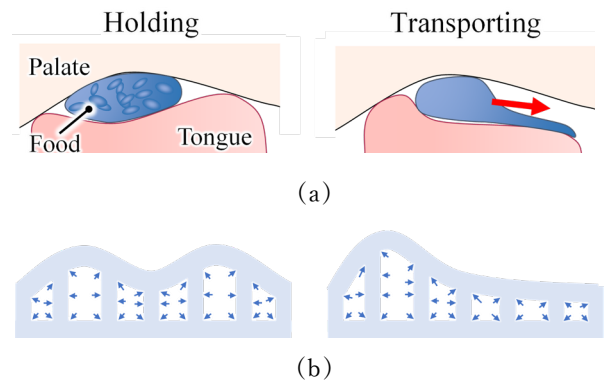 Holding
Transporting
Palate
Food
Tongue
(a)
(b)